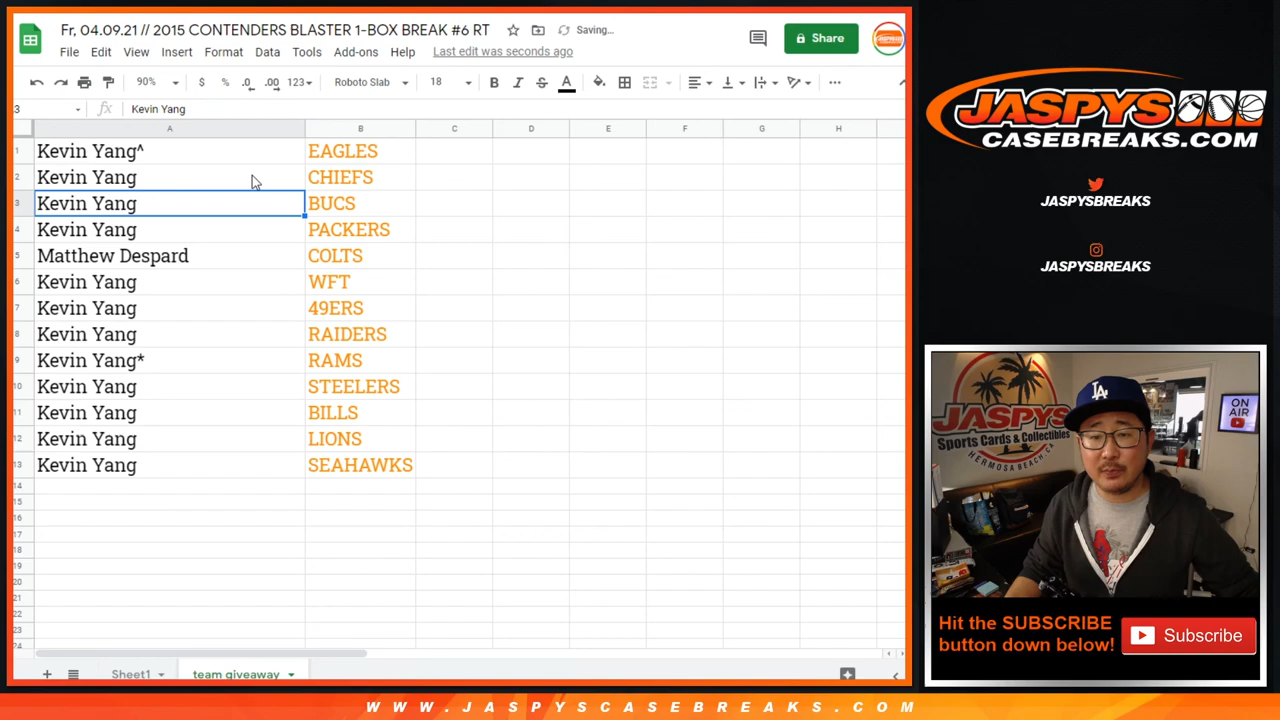 Fr, 04.09.21 // 2015 CONTENDERS BLASTER 1-BOX BREAK #6 RT
Saving...
File Edit View Insert Format Data Tools Add-ons Help Last edit was seconds ago
Share
90% $ % .0 .00 123 Roboto Slab 18 B I S A
3 fx Kevin Yang
A B C D E F G H
1 Kevin Yang^ EAGLES
2 Kevin Yang CHIEFS
3 Kevin Yang BUCS
4 Kevin Yang PACKERS
5 Matthew Despard COLTS
6 Kevin Yang WFT
7 Kevin Yang 49ERS
8 Kevin Yang RAIDERS
9 Kevin Yang* RAMS
10 Kevin Yang STEELERS
11 Kevin Yang BILLS
12 Kevin Yang LIONS
13 Kevin Yang SEAHAWKS
14
15
16
17
18
19
20
21
22
23
24
Sheet1 team giveaway
JASPYS
CASEBREAKS.COM
JASPYSBREAKS
JASPYSBREAKS
JASPYS
Sports Cards & Collectibles
HERMOSA BEACH, CA
LA
ON
AIR
Hit the SUBSCRIBE
button down below!
Subscribe
WWW.JASPYSCASEBREAKS.COM